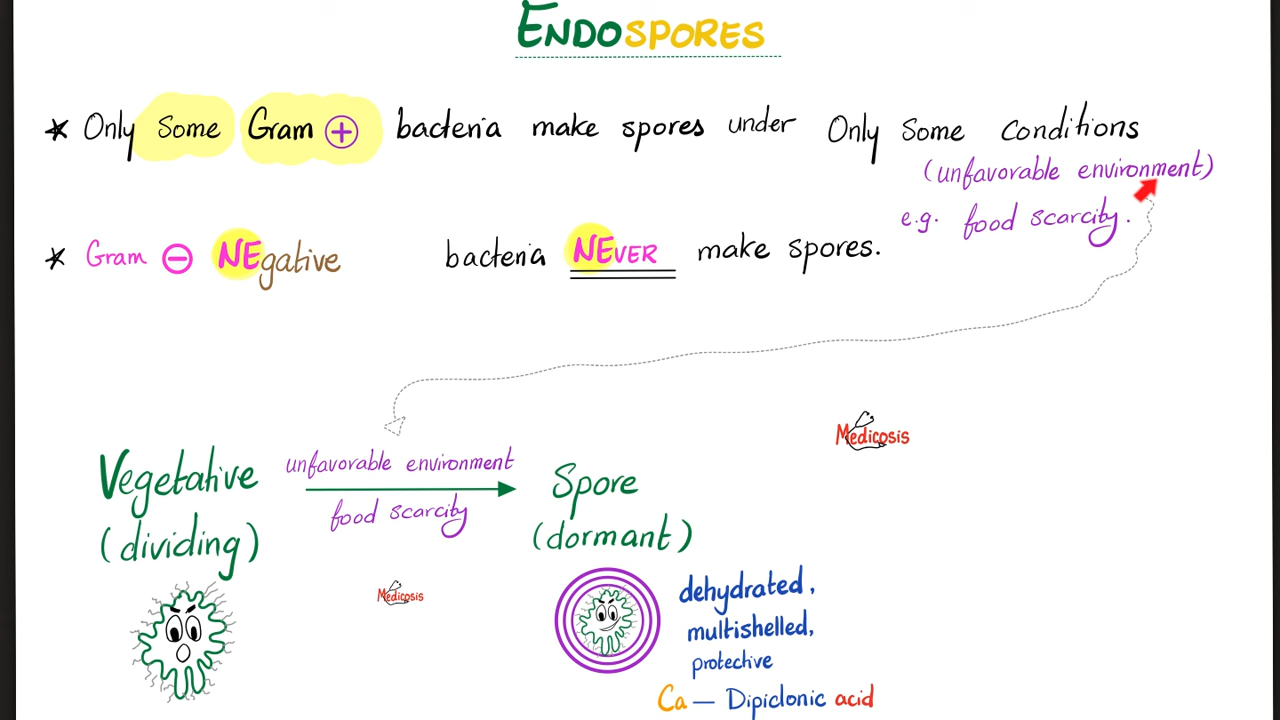 ENDOSPORES
* Only Some Gram + bacteria make spores under Only Some Conditions
(unfavorable environment)
e.g. food scarcity.
* Gram - NEgative bacteria NEVER make spores.
Medicosis
Vegetative
(dividing)
unfavorable environment
food scarcity
Spore
(dormant)
Medicosis
dehydrated,
multishelled,
protective
Ca - Dipiclonic acid